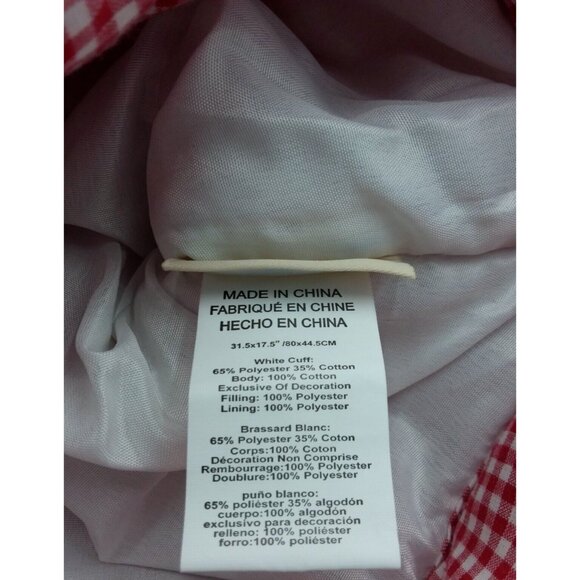 MADE IN CHINA
FABRIQUÉ EN CHINE
HECHO EN CHINA
31.5x17.5" /80x44.5CM
White Cuff:
65% Polyester 35% Cotton
Body: 100% Cotton
Exclusive Of Decoration
Filling: 100% Polyester
Lining: 100% Polyester
Brassard Blanc:
65% Polyester 35% Coton
Corps:100% Coton
Décoration Non Comprise
Rembourrage:100% Polyester
Doublure:100% Polyester
puño blanco:
65% poliéster 35% algodón
cuerpo:100% algodón
exclusivo para decoración
relleno: 100% poliéster
forro:100% poliéster